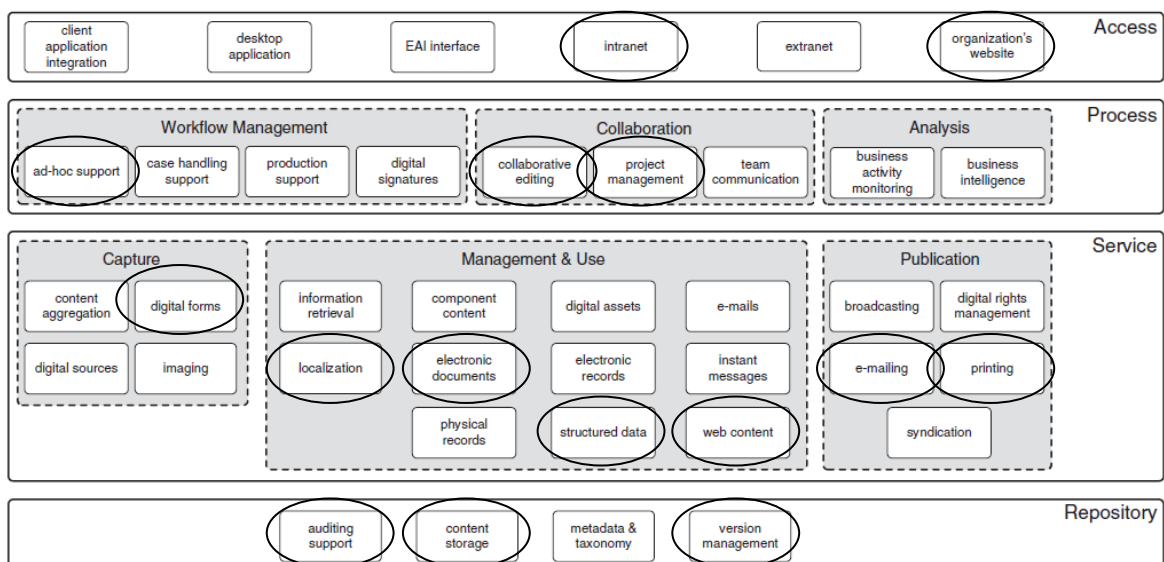 Access
client
application
integration
desktop
application
EAI interface
intranet
extranet
organization's
website
Process
Workflow Management
ad-hoc support
case handling
support
production
support
digital
signatures
Collaboration
collaborative
editing
project
management
team
communication
Analysis
business
activity
monitoring
business
intelligence
Service
Capture
content
aggregation
digital forms
digital sources
imaging
Management & Use
information
retrieval
component
content
digital assets
e-mails
localization
electronic
documents
electronic
records
instant
messages
physical
records
structured data
web content
Publication
broadcasting
digital rights
management
e-mailing
printing
syndication
Repository
auditing
support
content
storage
metadata &
taxonomy
version
management